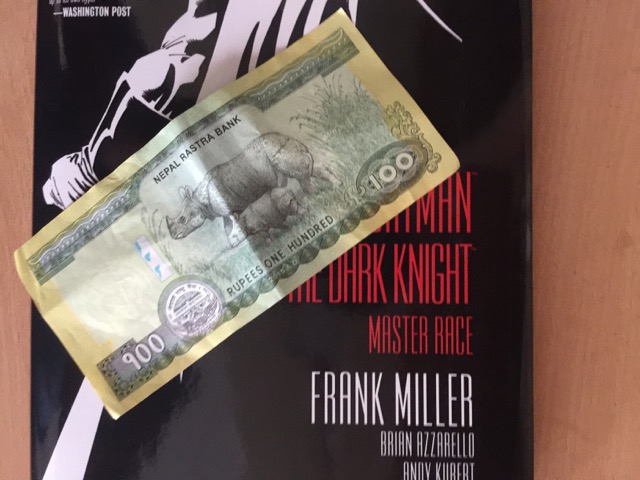 —WASHINGTON POST
NEPAL RASTRA BANK
100
RUPEES ONE HUNDRED
१००
DARK KNIGHT
MASTER RACE
FRANK MILLER
BRIAN AZZARELLO
ANDY KUBERT